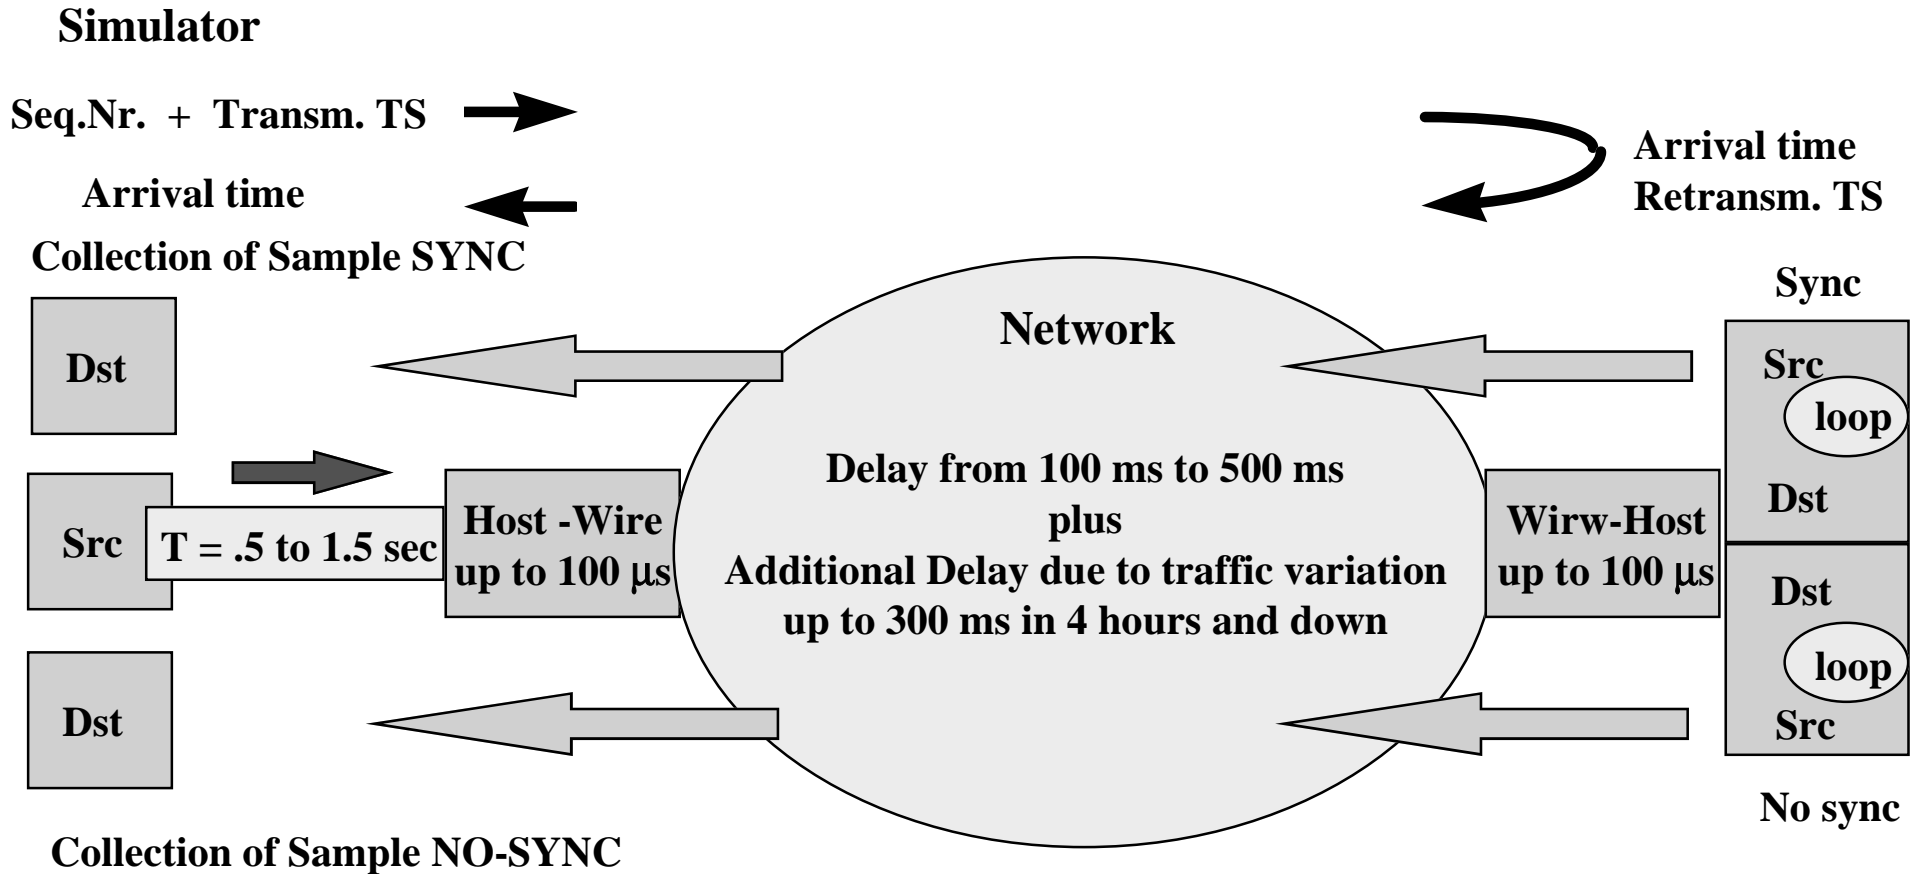 Simulator
Seq.Nr. + Transm. TS
Arrival time
Arrival time
Retransm. TS
Collection of Sample SYNC
Sync
Dst
Network
Src
loop
Dst
Src
T = .5 to 1.5 sec
Host -Wire
up to 100 µs
Delay from 100 ms to 500 ms
plus
Additional Delay due to traffic variation
up to 300 ms in 4 hours and down
Wirw-Host
up to 100 µs
Dst
loop
Src
Dst
No sync
Collection of Sample NO-SYNC